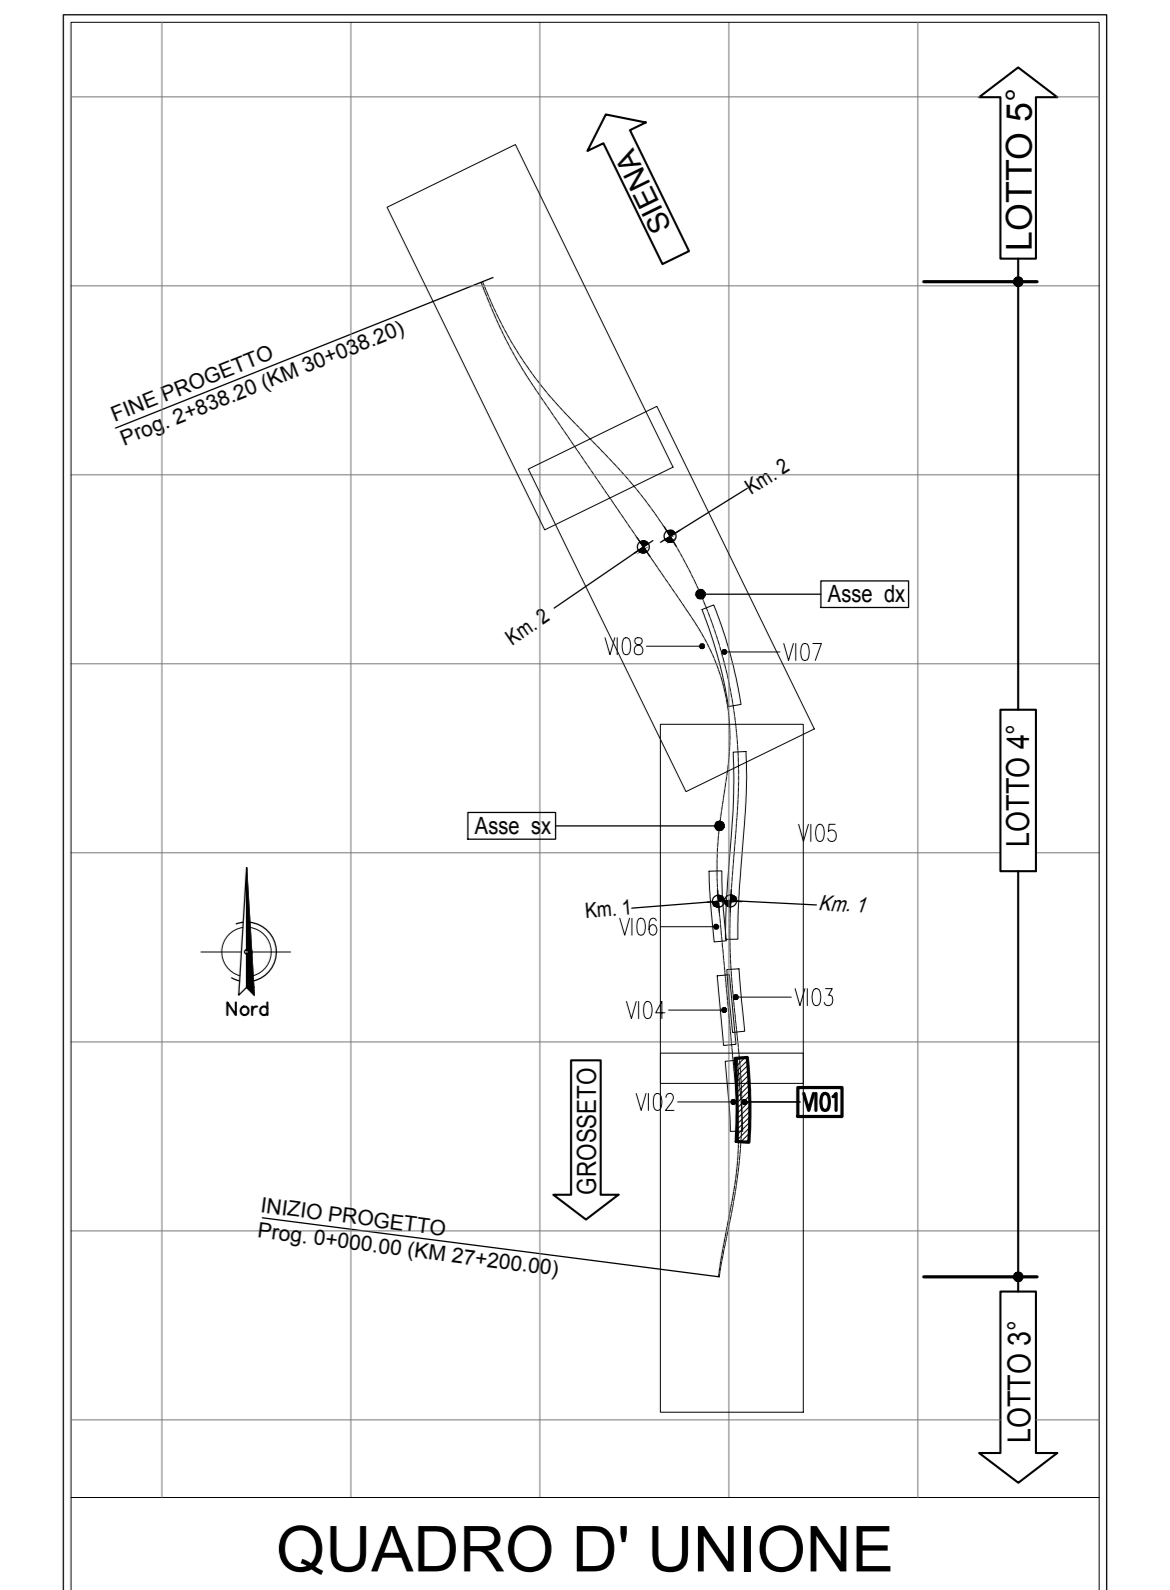 LOTTO 5°
SIENA
FINE PROGETTO
Prog. 2+838.20 (KM 30+038.20)
Km. 2
Km. 2
Asse dx
VI08
VI07
LOTTO 4°
Asse sx
VI05
Km. 1
Km. 1
VI06
Nord
VI04
VI03
GROSSETO
VI02
VI01
INIZIO PROGETTO
Prog. 0+000.00 (KM 27+200.00)
LOTTO 3°
QUADRO D' UNIONE